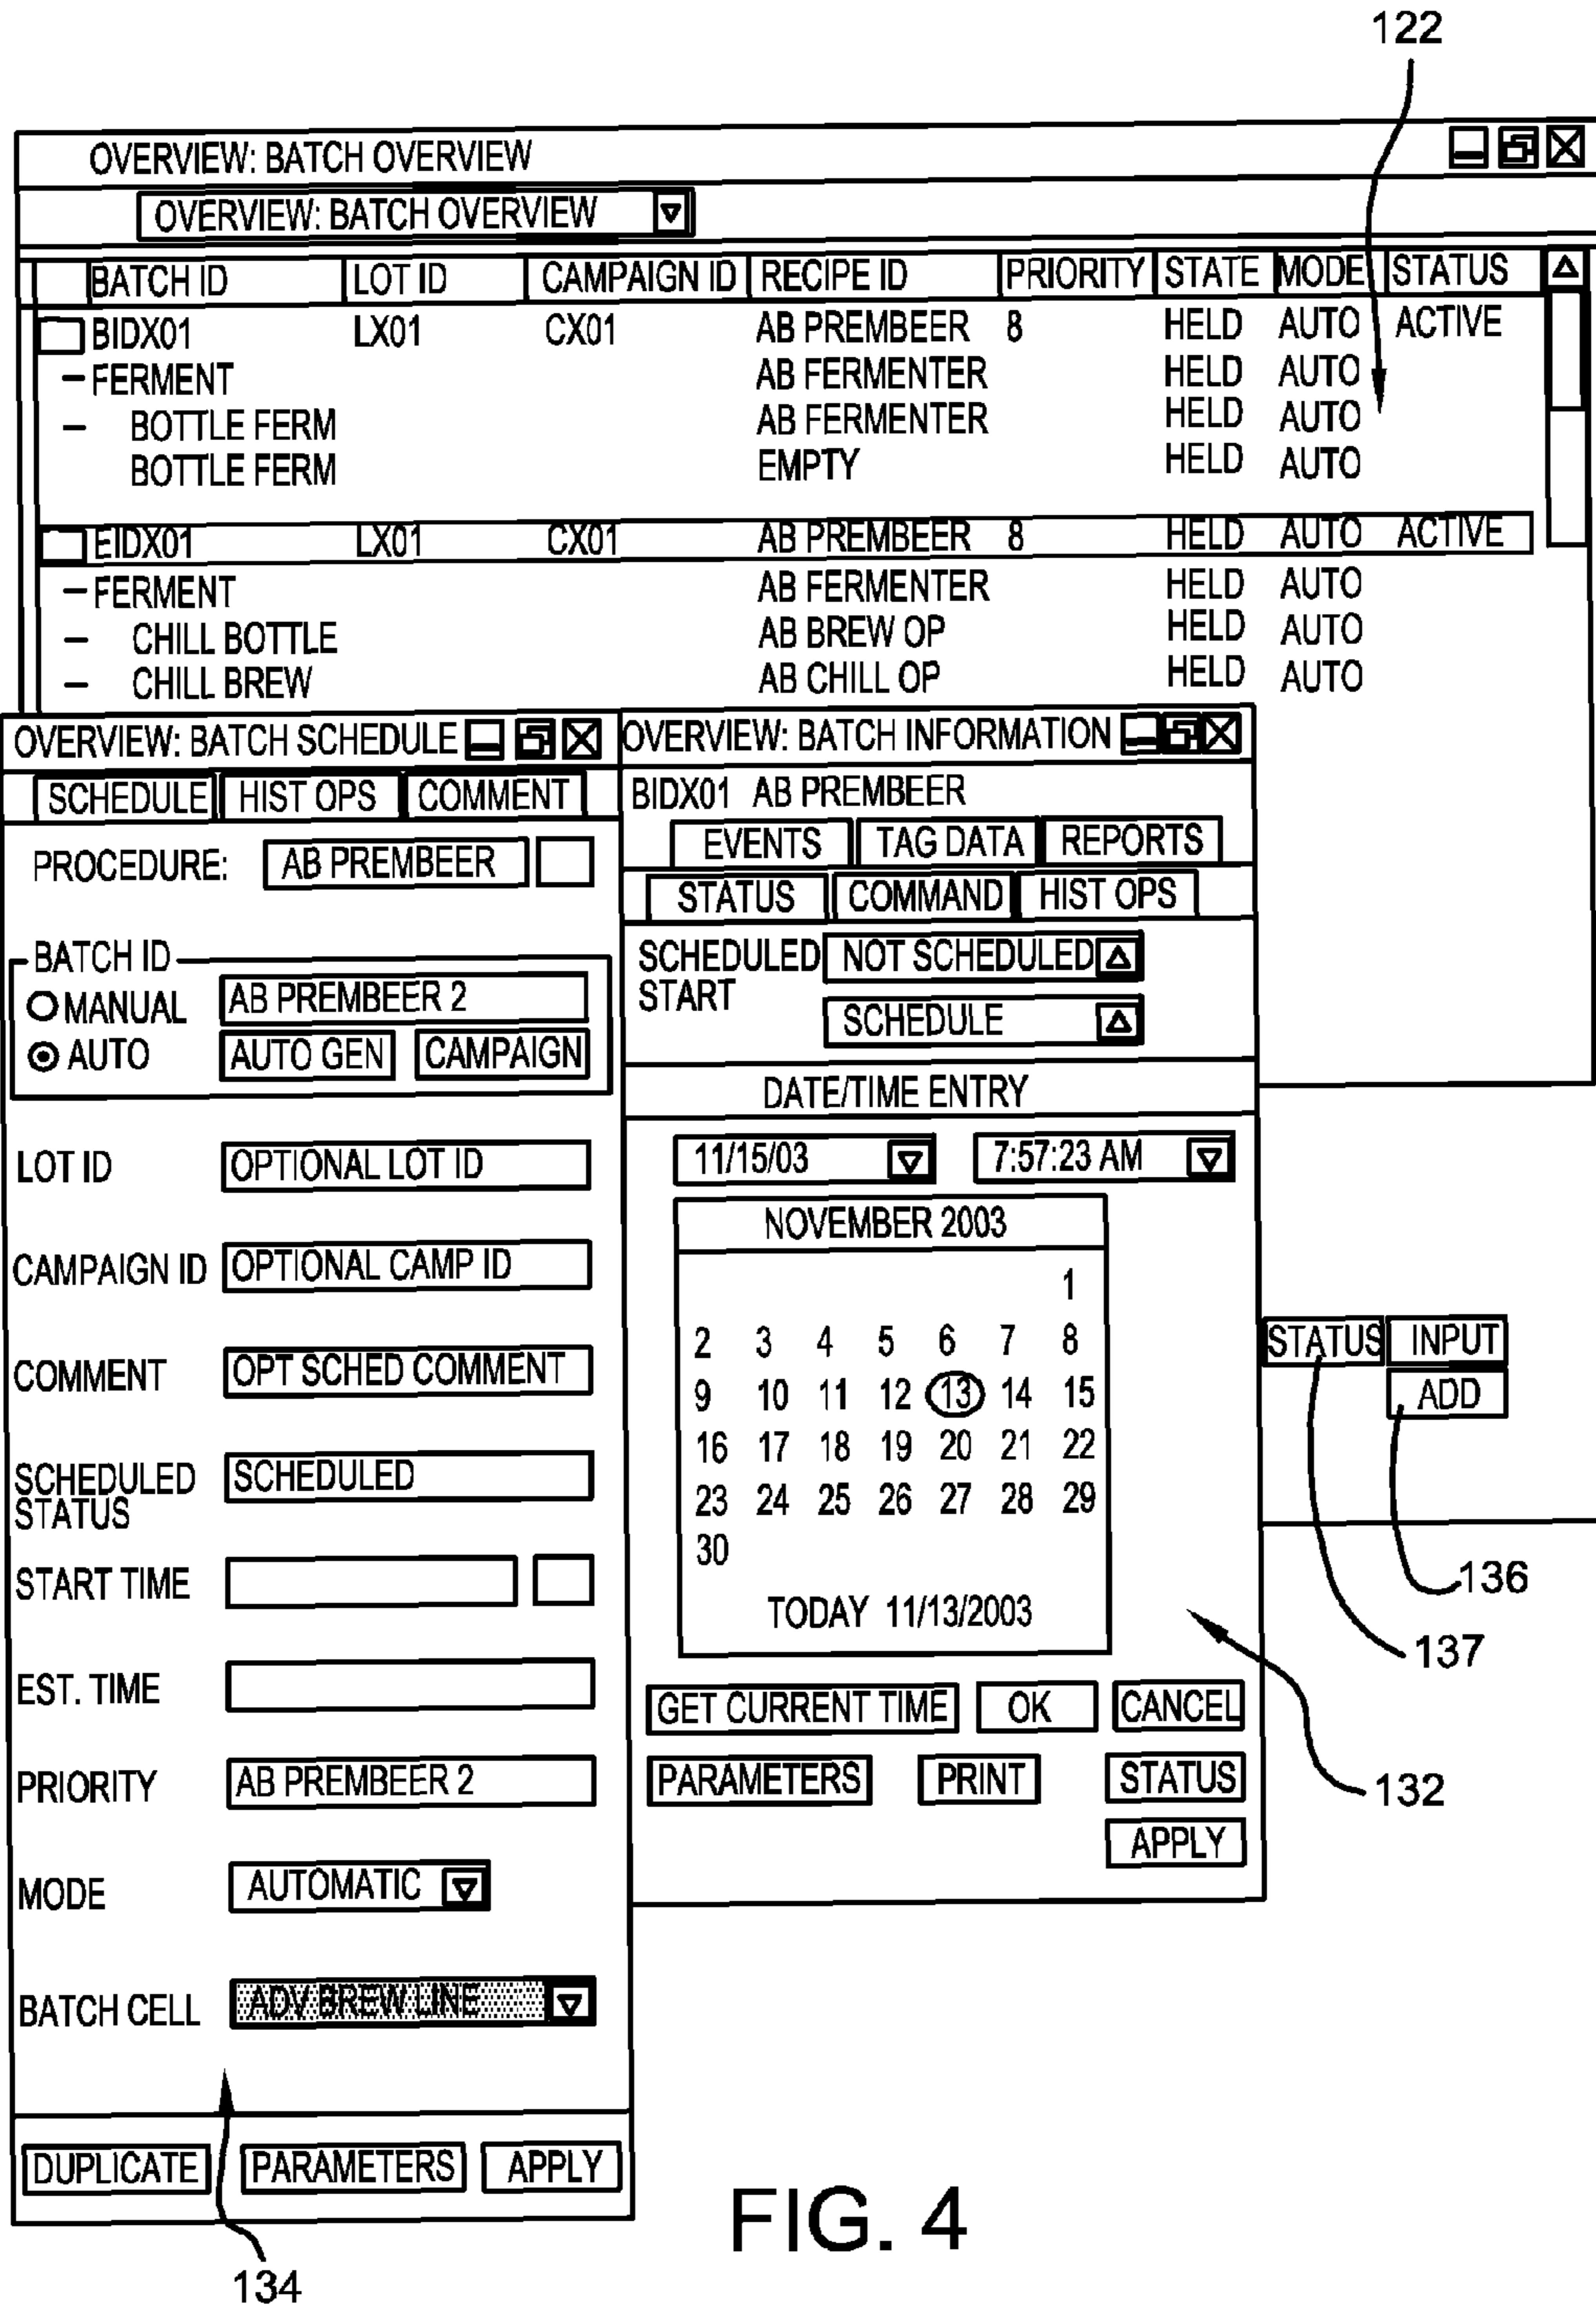 122
OVERVIEW: BATCH OVERVIEW
OVERVIEW: BATCH OVERVIEW
BATCH ID LOT ID CAMPAIGN ID RECIPE ID PRIORITY STATE MODE STATUS
BIDX01 LX01 CX01 AB PREMBEER 8 HELD AUTO ACTIVE
– FERMENT AB FERMENTER HELD AUTO
– BOTTLE FERM AB FERMENTER HELD AUTO
BOTTLE FERM EMPTY HELD AUTO
EIDX01 LX01 CX01 AB PREMBEER 8 HELD AUTO ACTIVE
– FERMENT AB FERMENTER HELD AUTO
– CHILL BOTTLE AB BREW OP HELD AUTO
– CHILL BREW AB CHILL OP HELD AUTO
OVERVIEW: BATCH SCHEDULE
SCHEDULE HIST OPS COMMENT
PROCEDURE: AB PREMBEER
BATCH ID
MANUAL AB PREMBEER 2
AUTO AUTO GEN CAMPAIGN
LOT ID OPTIONAL LOT ID
CAMPAIGN ID OPTIONAL CAMP ID
COMMENT OPT SCHED COMMENT
SCHEDULED SCHEDULED
STATUS
START TIME
EST. TIME
PRIORITY AB PREMBEER 2
MODE AUTOMATIC
BATCH CELL ADV BREW LINE
DUPLICATE PARAMETERS APPLY
134
OVERVIEW: BATCH INFORMATION
BIDX01 AB PREMBEER
EVENTS TAG DATA REPORTS
STATUS COMMAND HIST OPS
SCHEDULED NOT SCHEDULED
START
SCHEDULE
DATE/TIME ENTRY
11/15/03 7:57:23 AM
NOVEMBER 2003
1
2 3 4 5 6 7 8
9 10 11 12 13 14 15
16 17 18 19 20 21 22
23 24 25 26 27 28 29
30
TODAY 11/13/2003
GET CURRENT TIME OK CANCEL
PARAMETERS PRINT STATUS
APPLY
STATUS INPUT
ADD
136
137
132
FIG. 4